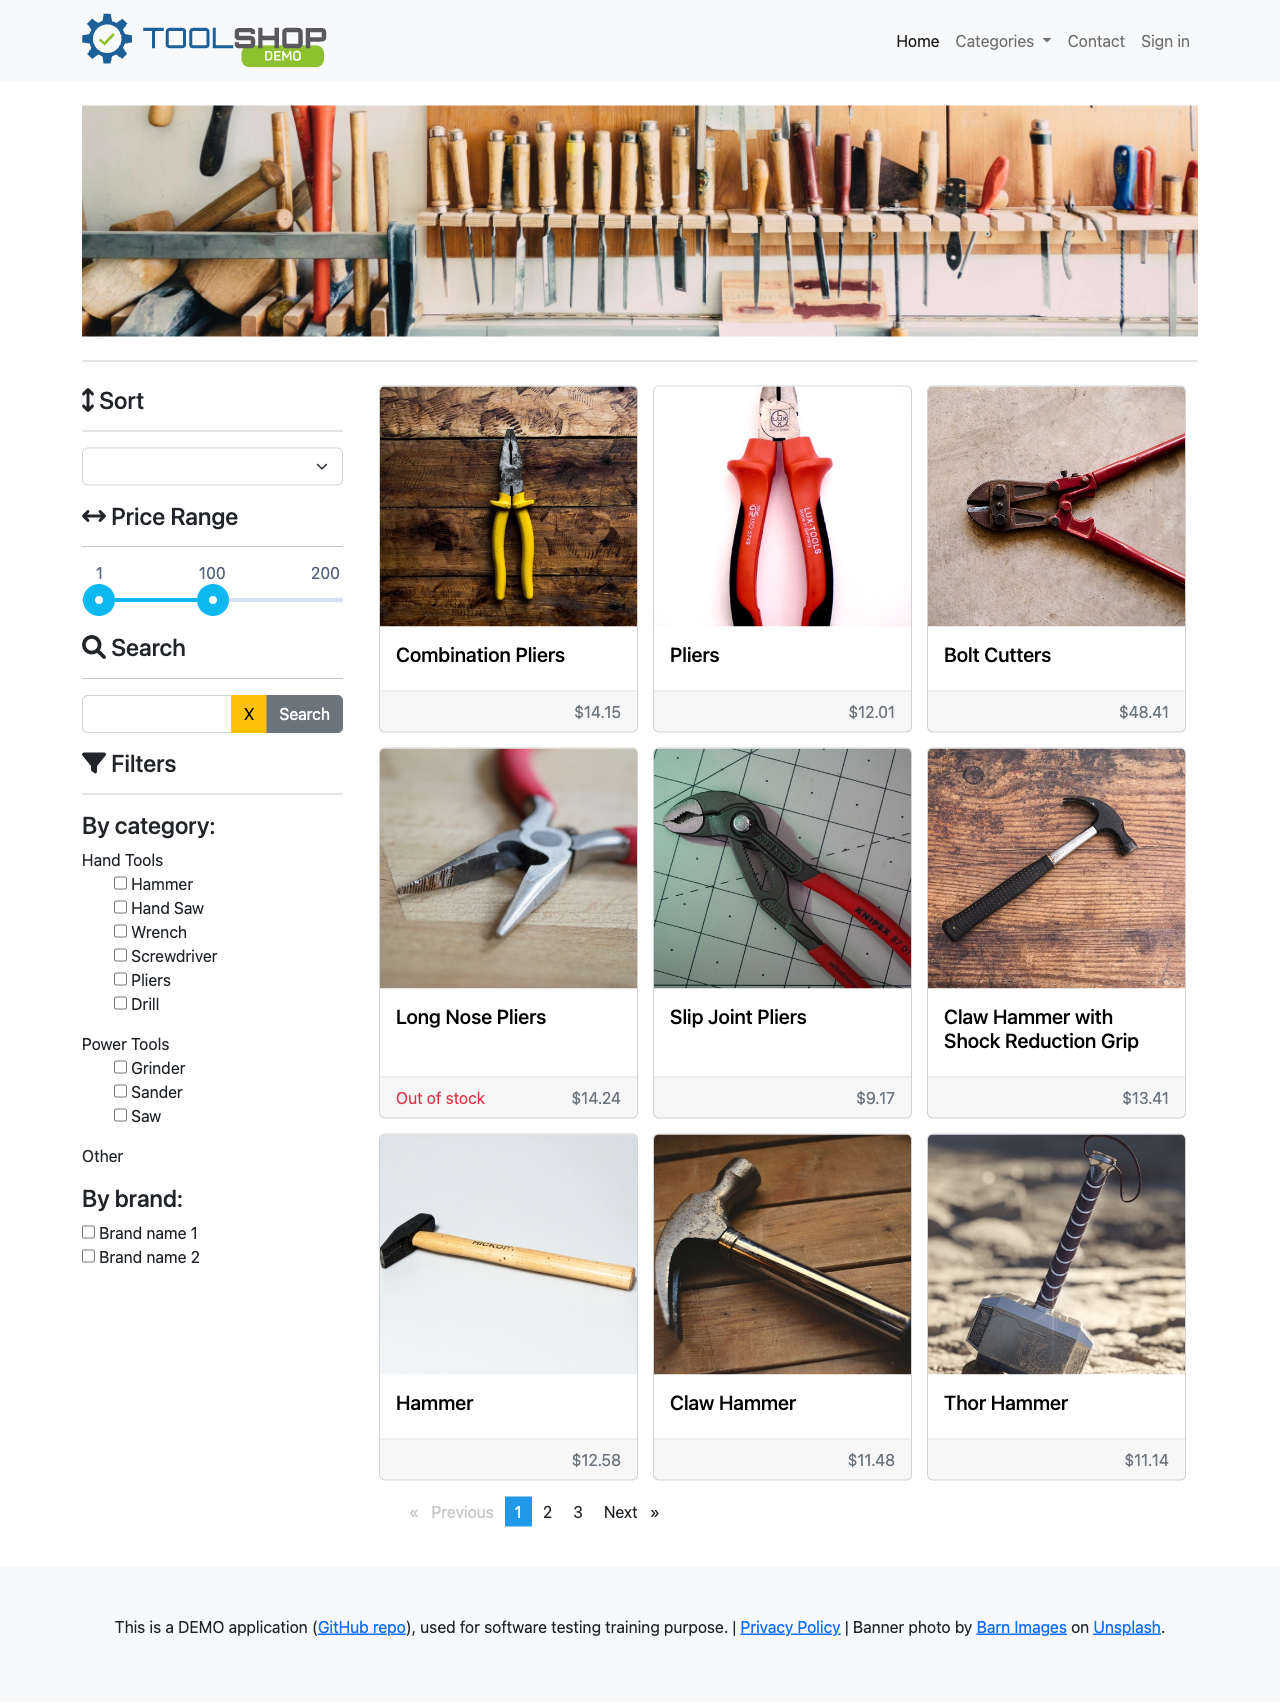 TOOLSHOP
DEMO
Home Categories Contact Sign in
Sort
Price Range
1 100 200
Search
X Search
Filters
By category:
Hand Tools
Hammer
Hand Saw
Wrench
Screwdriver
Pliers
Drill
Power Tools
Grinder
Sander
Saw
Other
By brand:
Brand name 1
Brand name 2
LUX
LUX-TOOLS
Combination Pliers
$14.15
Pliers
$12.01
Bolt Cutters
$48.41
KNIPEX
Long Nose Pliers
Out of stock $14.24
Slip Joint Pliers
$9.17
Claw Hammer with
Shock Reduction Grip
$13.41
Hammer
$12.58
Claw Hammer
$11.48
Thor Hammer
$11.14
« Previous 1 2 3 Next »
This is a DEMO application (GitHub repo), used for software testing training purpose. | Privacy Policy | Banner photo by Barn Images on Unsplash.